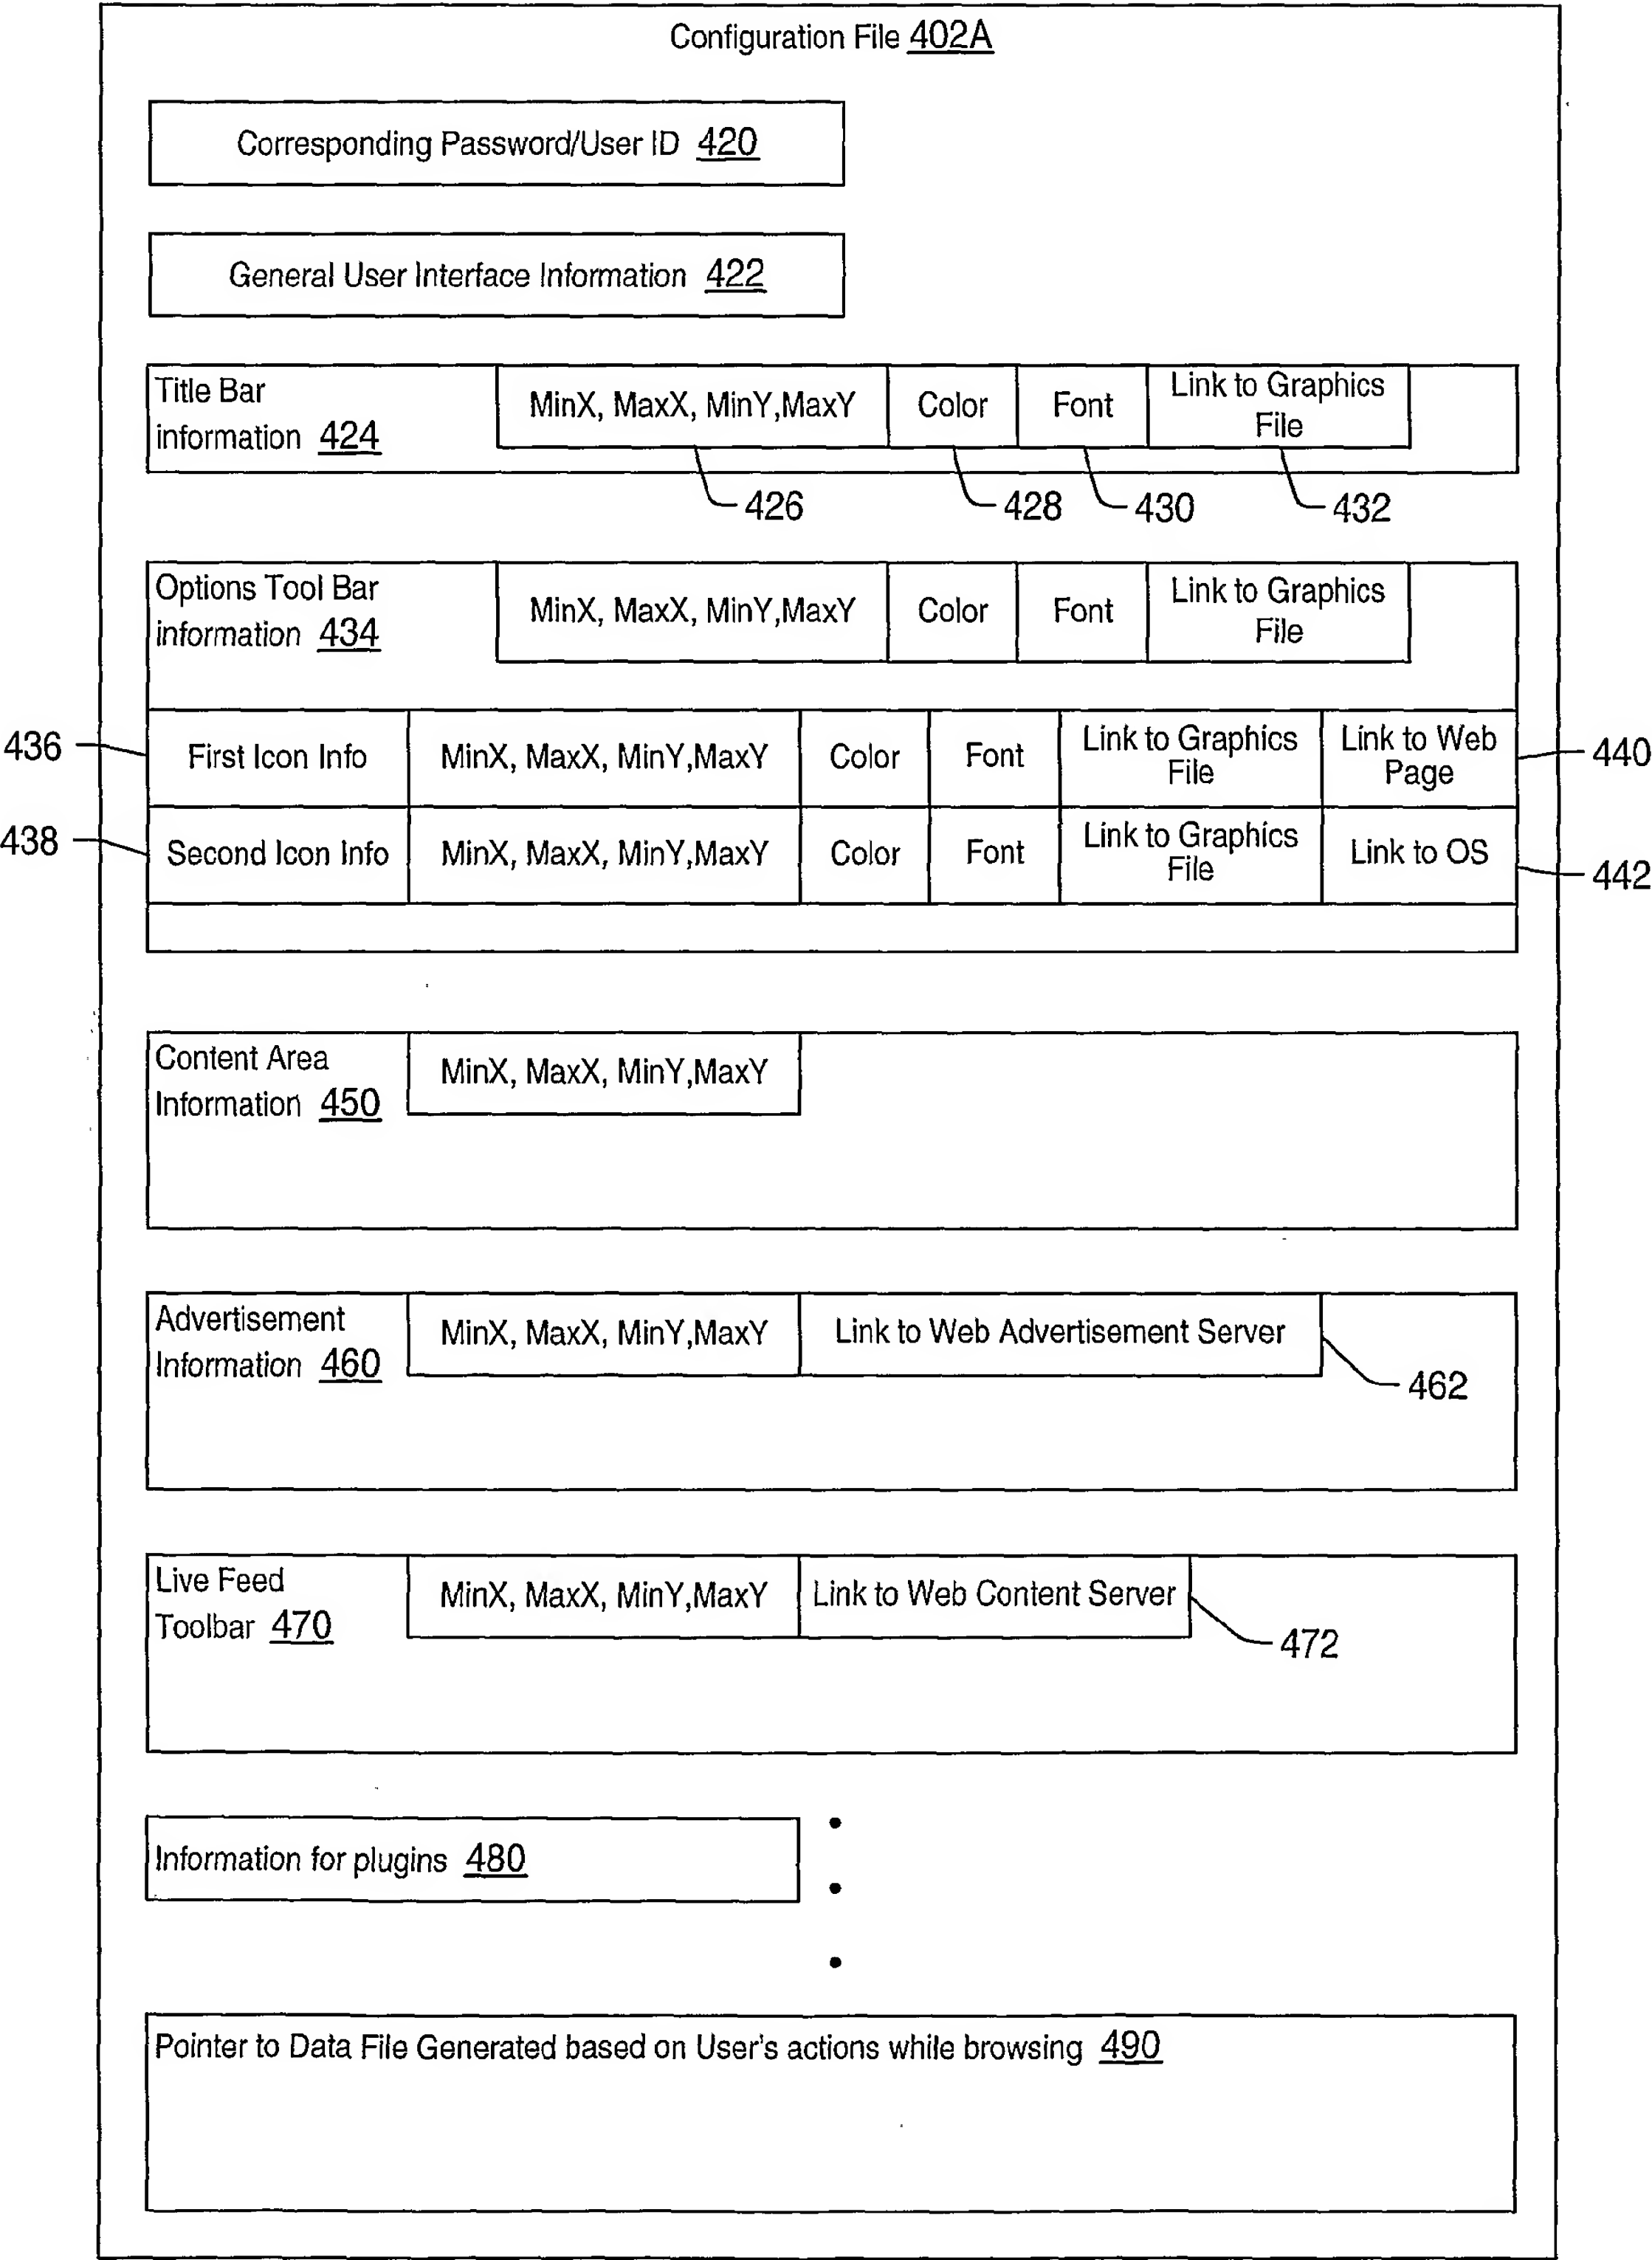 Configuration File 402A
Corresponding Password/User ID 420
General User Interface Information 422
Title Bar
information 424
MinX, MaxX, MinY,MaxY
Color
Font
Link to Graphics
File
426
428
430
432
Options Tool Bar
information 434
MinX, MaxX, MinY,MaxY
Color
Font
Link to Graphics
File
436
First Icon Info
MinX, MaxX, MinY,MaxY
Color
Font
Link to Graphics
File
Link to Web
Page
440
438
Second Icon Info
MinX, MaxX, MinY,MaxY
Color
Font
Link to Graphics
File
Link to OS
442
Content Area
Information 450
MinX, MaxX, MinY,MaxY
Advertisement
Information 460
MinX, MaxX, MinY,MaxY
Link to Web Advertisement Server
462
Live Feed
Toolbar 470
MinX, MaxX, MinY,MaxY
Link to Web Content Server
472
Information for plugins 480
Pointer to Data File Generated based on User's actions while browsing 490